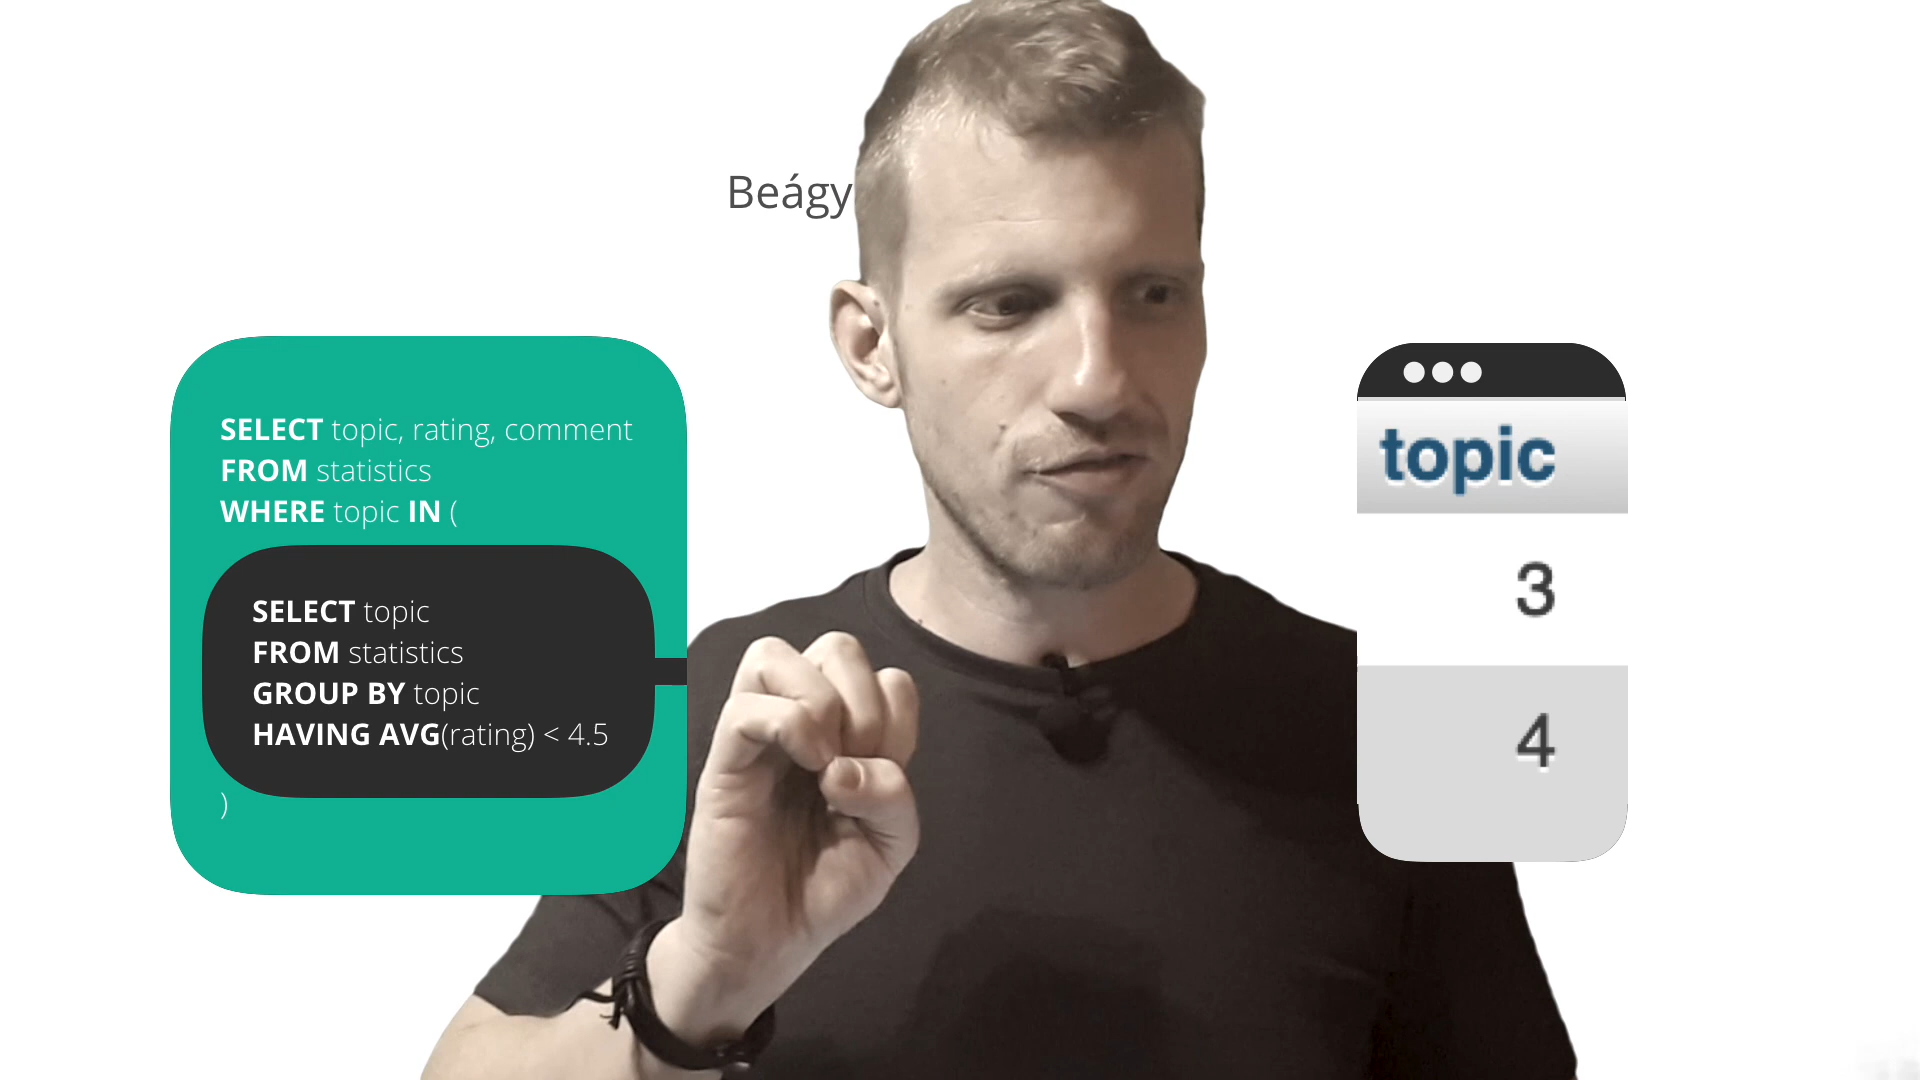 Beágy
SELECT topic, rating, comment
FROM statistics
WHERE topic IN (
SELECT topic
FROM statistics
GROUP BY topic
HAVING AVG(rating) < 4.5
)
topic
3
4